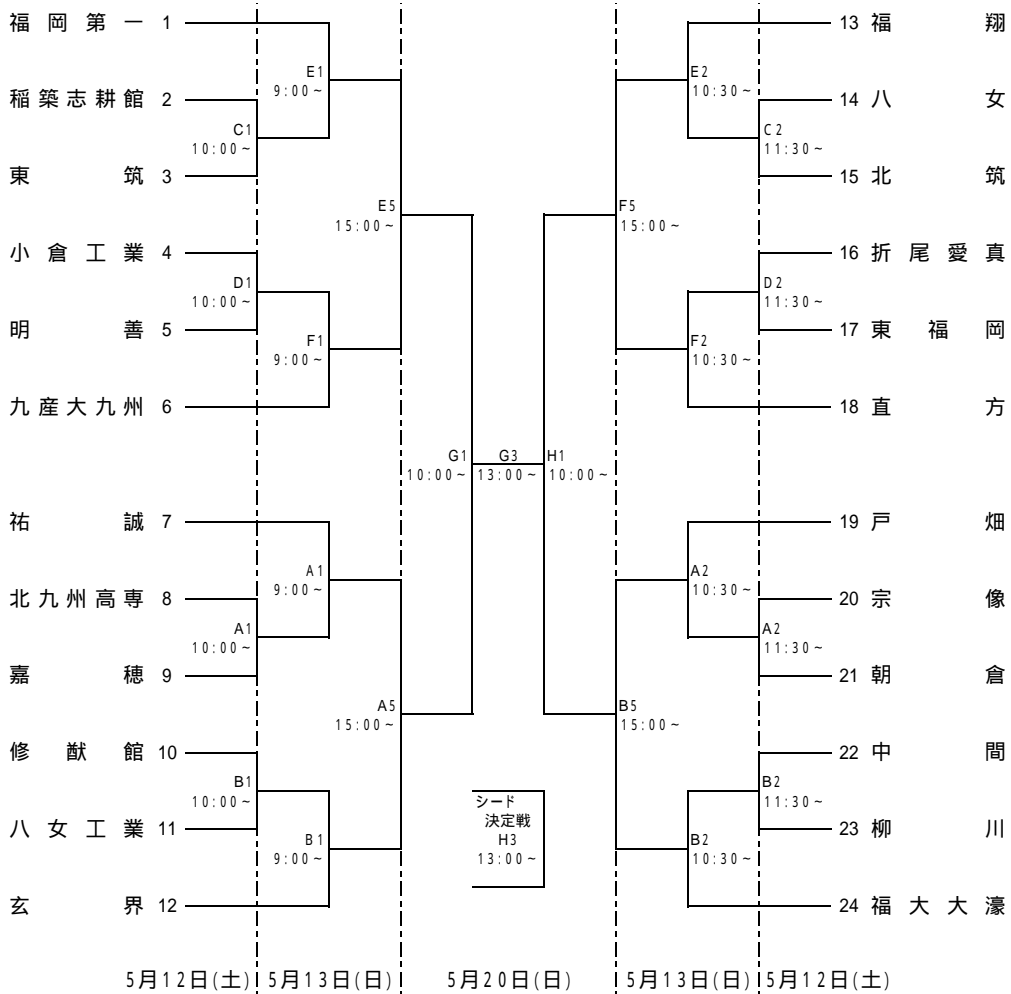 福岡第一 1
E1
9:00~
稲築志耕館 2
C1
10:00~
東筑 3
E5
15:00~
小倉工業 4
D1
10:00~
明善 5
F1
9:00~
九産大九州 6
G1
10:00~
G3
13:00~
H1
10:00~
祐誠 7
A1
9:00~
北九州高専 8
A1
10:00~
嘉穂 9
A5
15:00~
修猷館 10
B1
10:00~
八女工業 11
B1
9:00~
玄界 12
シード
決定戦
H3
13:00~
13 福翔
E2
10:30~
14 八女
C2
11:30~
15 北筑
F5
15:00~
16 折尾愛真
D2
11:30~
17 東福岡
F2
10:30~
18 直方
19 戸畑
A2
10:30~
20 宗像
A2
11:30~
21 朝倉
B5
15:00~
22 中間
B2
11:30~
23 柳川
B2
10:30~
24 福大大濠
5月12日(土) 5月13日(日) 5月20日(日) 5月13日(日) 5月12日(土)